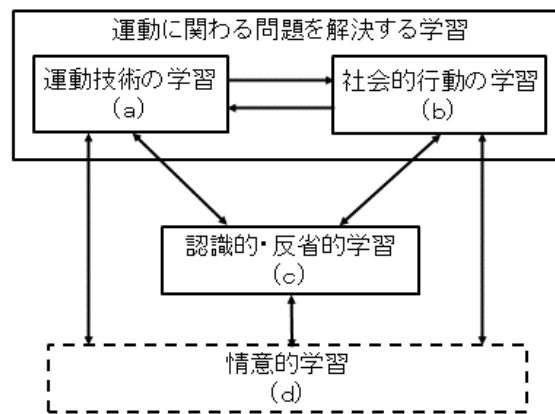 運動に関わる問題を解決する学習
運動技術の学習
(a)
社会的行動の学習
(b)
認識的・反省的学習
(c)
情意的学習
(d)